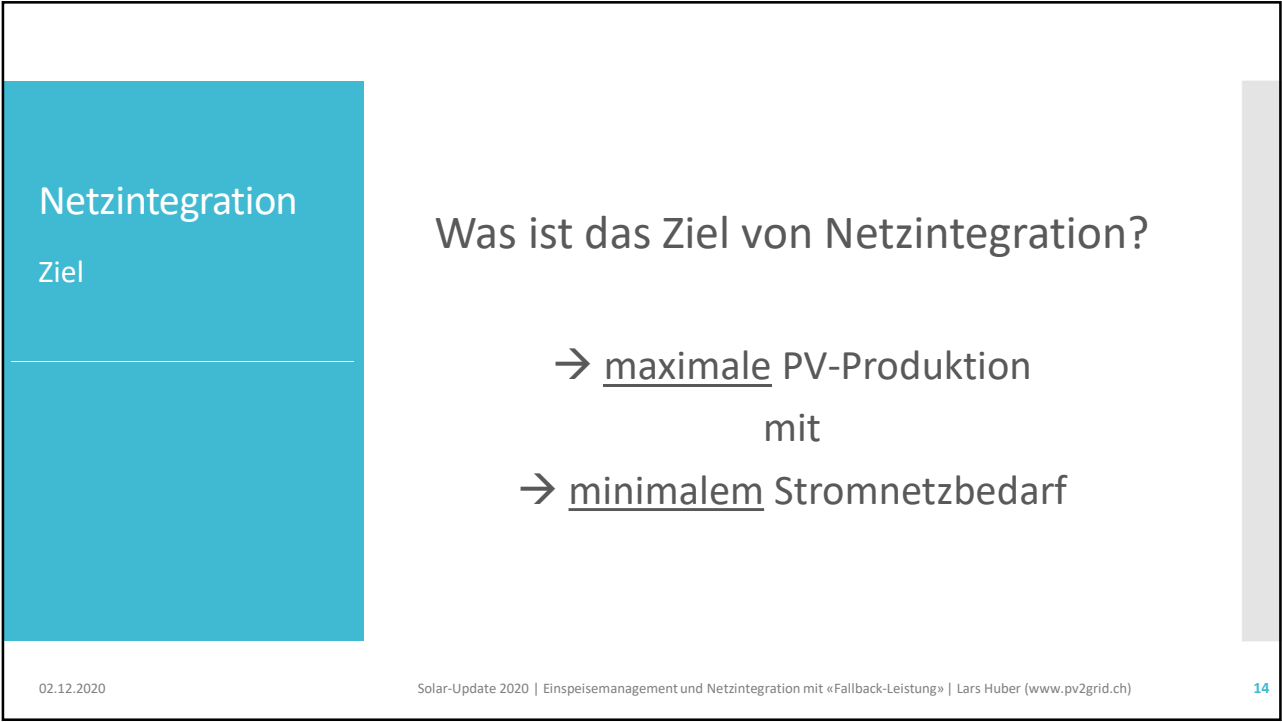 Netzintegration
Ziel
Was ist das Ziel von Netzintegration?
→ maximale PV-Produktion
mit
→ minimalem Stromnetzbedarf
02.12.2020
Solar-Update 2020 | Einspeisemanagement und Netzintegration mit «Fallback-Leistung» | Lars Huber (www.pv2grid.ch)
14